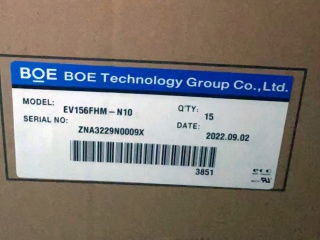 BOE BOE Technology Group Co., Ltd.
MODEL: EV156FHM-N10 Q'TY: 15
SERIAL NO: ZNA3229N0009X DATE: 2022.09.02
3851